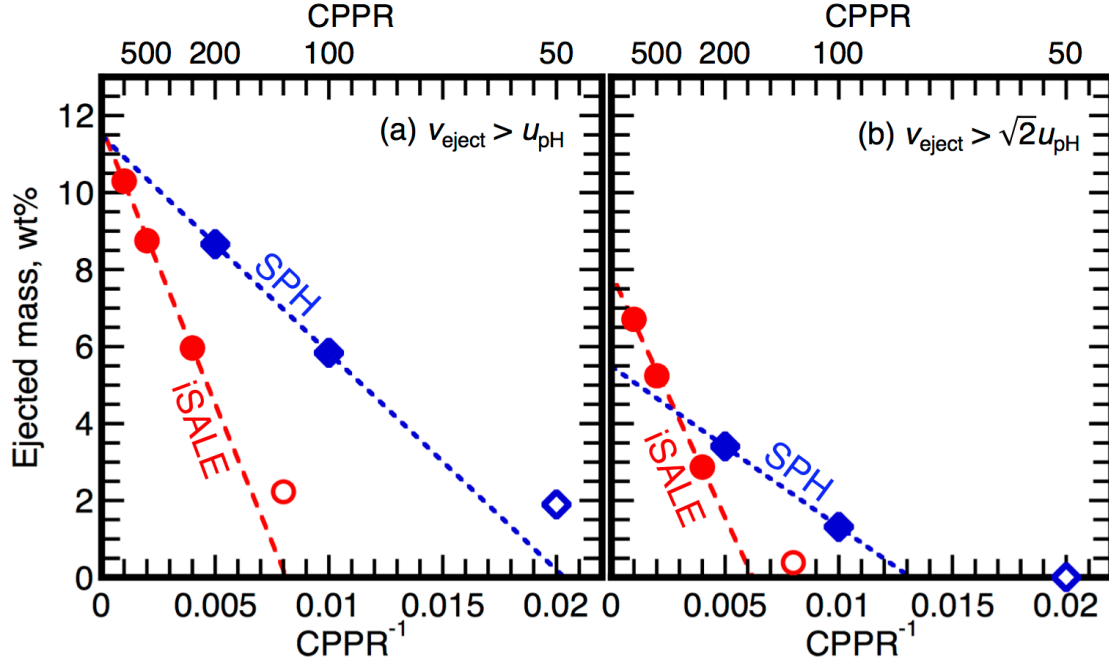 CPPR
500 200 100 50
(a) v_eject > u_pH
12
10
8
6
4
2
0
Ejected mass, wt%
SPH
iSALE
0 0.005 0.01 0.015 0.02
CPPR⁻¹
CPPR
500 200 100 50
(b) v_eject > √2u_pH
SPH
iSALE
0 0.005 0.01 0.015 0.02
CPPR⁻¹